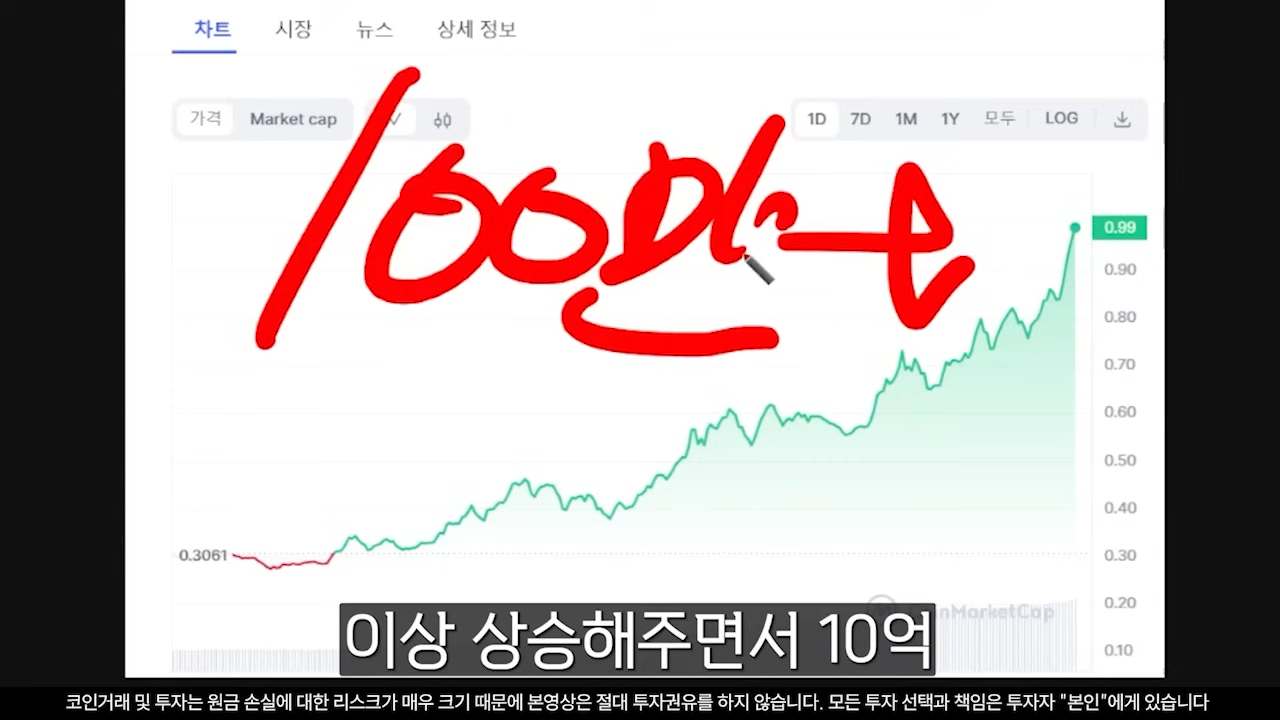 차트 시장 뉴스 상세 정보
가격 Market cap 1D 7D 1M 1Y 모두 LOG
100만
0.99
0.90
0.80
0.70
0.60
0.50
0.40
0.3061 0.30
0.20
CoinMarketCap
0.10
이상 상승해주면서 10억
코인거래 및 투자는 원금 손실에 대한 리스크가 매우 크기 때문에 본영상은 절대 투자권유를 하지 않습니다. 모든 투자 선택과 책임은 투자자 "본인"에게 있습니다